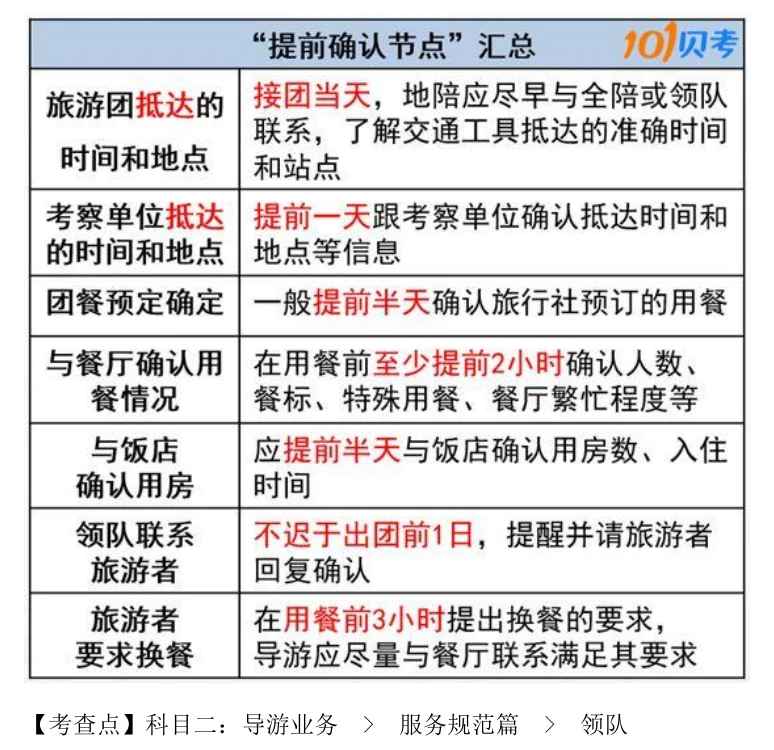 “提前确认节点”汇总
101贝考
旅游团抵达的
时间和地点
接团当天，地陪应尽早与全陪或领队
联系，了解交通工具抵达的准确时间
和站点
考察单位抵达
的时间和地点
提前一天跟考察单位确认抵达时间和
地点等信息
团餐预定确定
一般提前半天确认旅行社预订的用餐
与餐厅确认用
餐情况
在用餐前至少提前2小时确认人数、
餐标、特殊用餐、餐厅繁忙程度等
与饭店
确认用房
应提前半天与饭店确认用房数、入住
时间
领队联系
旅游者
不迟于出团前1日，提醒并请旅游者
回复确认
旅游者
要求换餐
在用餐前3小时提出换餐的要求，
导游应尽量与餐厅联系满足其要求
【考查点】科目二：导游业务 > 服务规范篇 > 领队